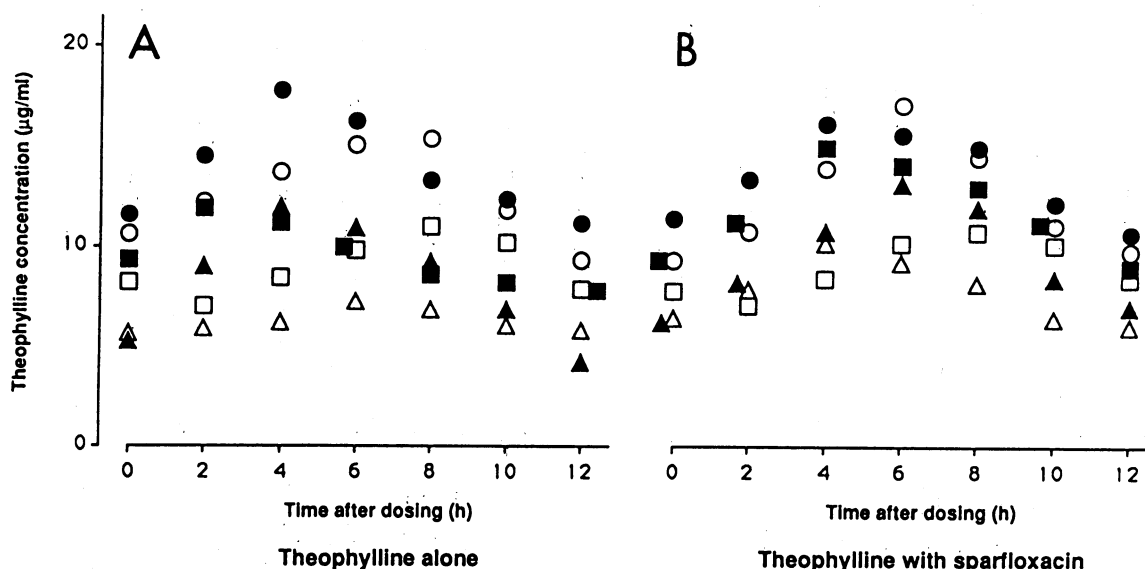 A
B
Theophylline concentration (μg/ml)
20
10
0
0 2 4 6 8 10 12
0 2 4 6 8 10 12
Time after dosing (h)
Time after dosing (h)
Theophylline alone
Theophylline with sparfloxacin